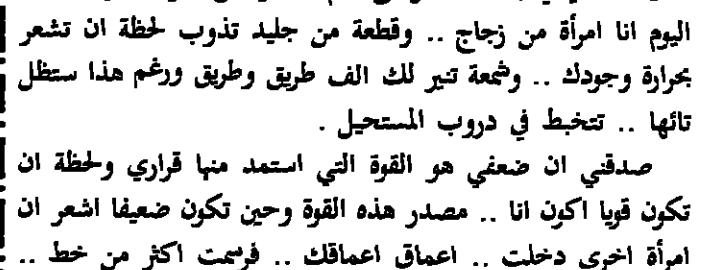 اليوم انا امرأة من زجاج .. وقطعة من جليد تذوب لحظة ان تشعر
بحرارة وجودك .. وشمعة تنير لك الف طريق وطريق ورغم هذا ستظل
تائها .. تتخبط في دروب المستحيل .
صدقني ان ضعفي هو القوة التي استمد منها قراري ولحظة ان
تكون قويا اكون انا .. مصدر هذه القوة وحين تكون ضعيفا اشعر ان
امرأة اخرى دخلت .. اعماق اعماقك .. فرسمت اكثر من خط ..